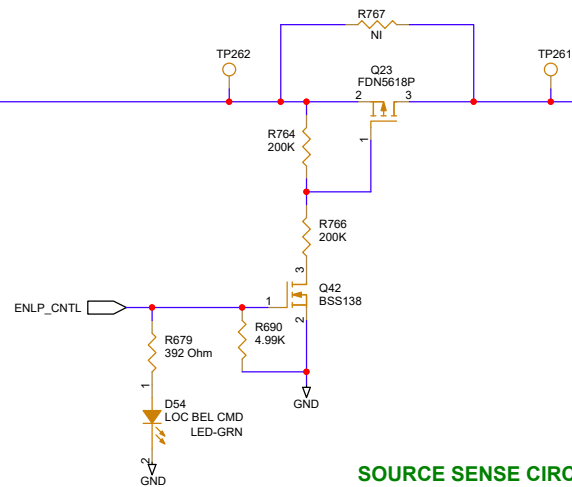 R767
NI
TP262
TP261
Q23
FDN5618P
2
3
1
R764
200K
R766
200K
3
Q42
BSS138
1
2
ENLP_CNTL
R679
392 Ohm
R690
4.99K
1
D54
LOC BEL CMD
LED-GRN
2
GND
GND
SOURCE SENSE CIRC